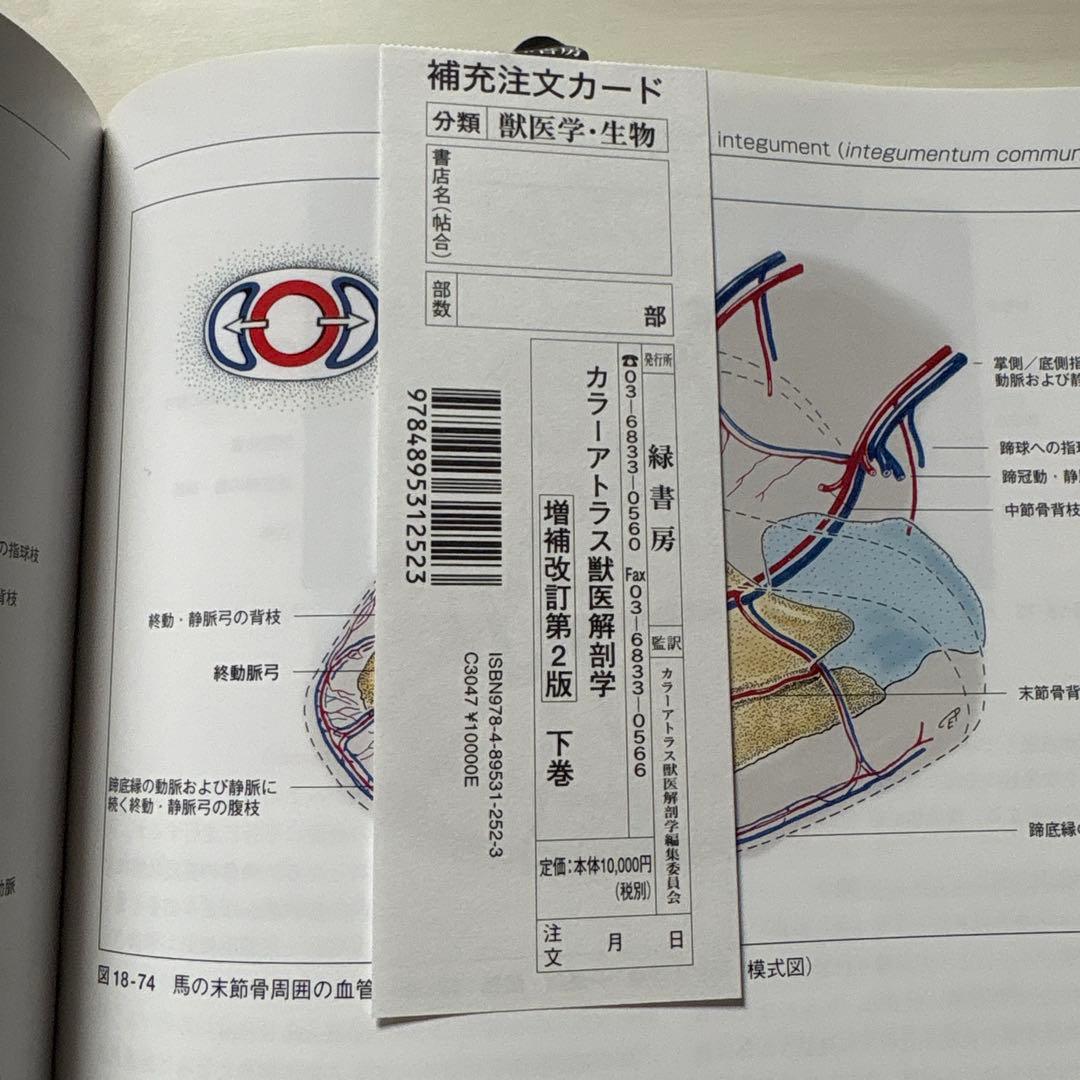 補充注文カード
分類 獣医学・生物
書店名(帖合)
部数
部
発行所 緑書房
監訳 カラーアトラス獣医解剖学編集委員会
☎03-6833-0560 Fax03-6833-0566
カラーアトラス獣医解剖学
増補改訂第2版 下巻
定価:本体10,000円
(税別)
注文 月 日
9784895312523
ISBN978-4-89531-252-3
C3047 ¥10000E
integument (integumentum commun
掌側/底側指
動脈および静
蹄球への指球
蹄冠動・静
中節骨背枝
末節骨背
蹄底縁の
終動・静脈弓の背枝
終動脈弓
蹄底縁の動脈および静脈に
続く終動・静脈弓の腹枝
の指球枝
背枝
動脈
図18-74 馬の末節骨周囲の血管
模式図)